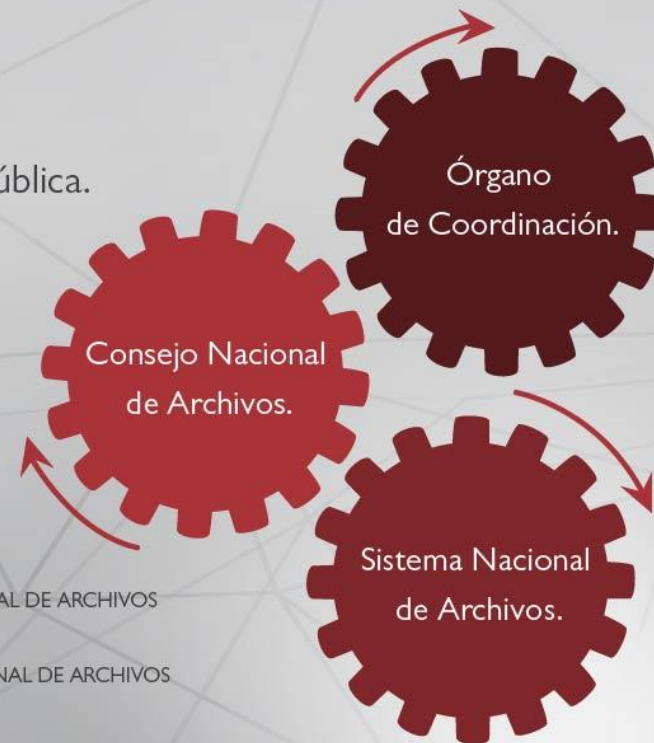 ública.
Órgano
de Coordinación.
Consejo Nacional
de Archivos.
Sistema Nacional
de Archivos.
AL DE ARCHIVOS
NAL DE ARCHIVOS